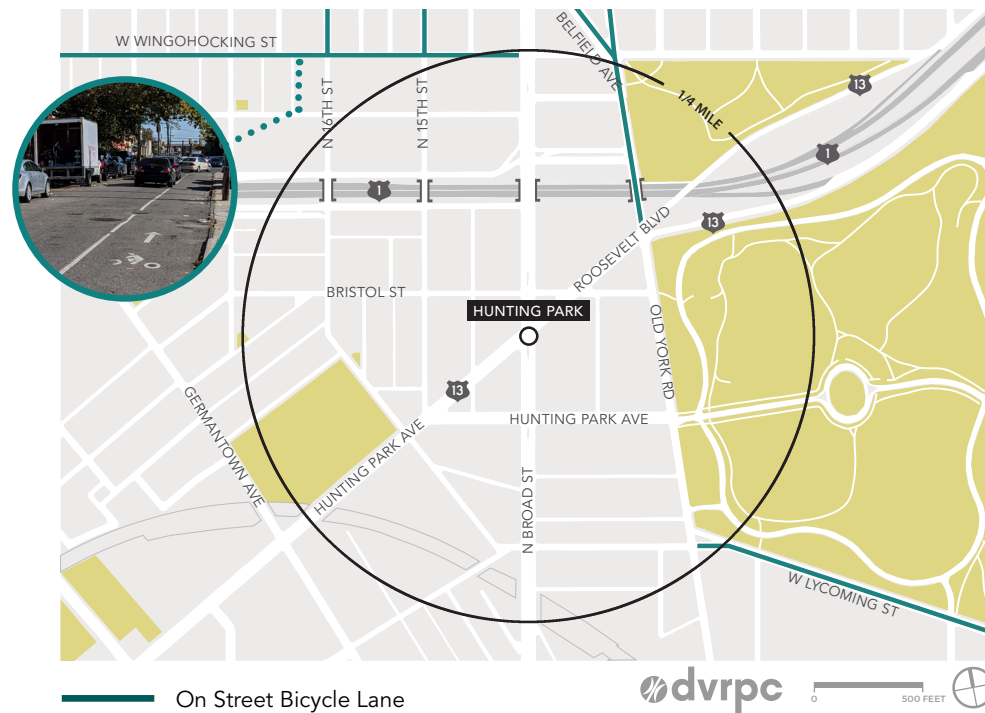 W WINGOHOCKING ST
BELFIELD AVE
13
1/4 MILE
N 16TH ST
N 15TH ST
1
1
13
ROOSEVELT BLVD
BRISTOL ST
HUNTING PARK
OLD YORK RD
13
GERMANTOWN AVE
HUNTING PARK AVE
HUNTING PARK AVE
N BROAD ST
W LYCOMING ST
On Street Bicycle Lane
dvrpc
0
500 FEET